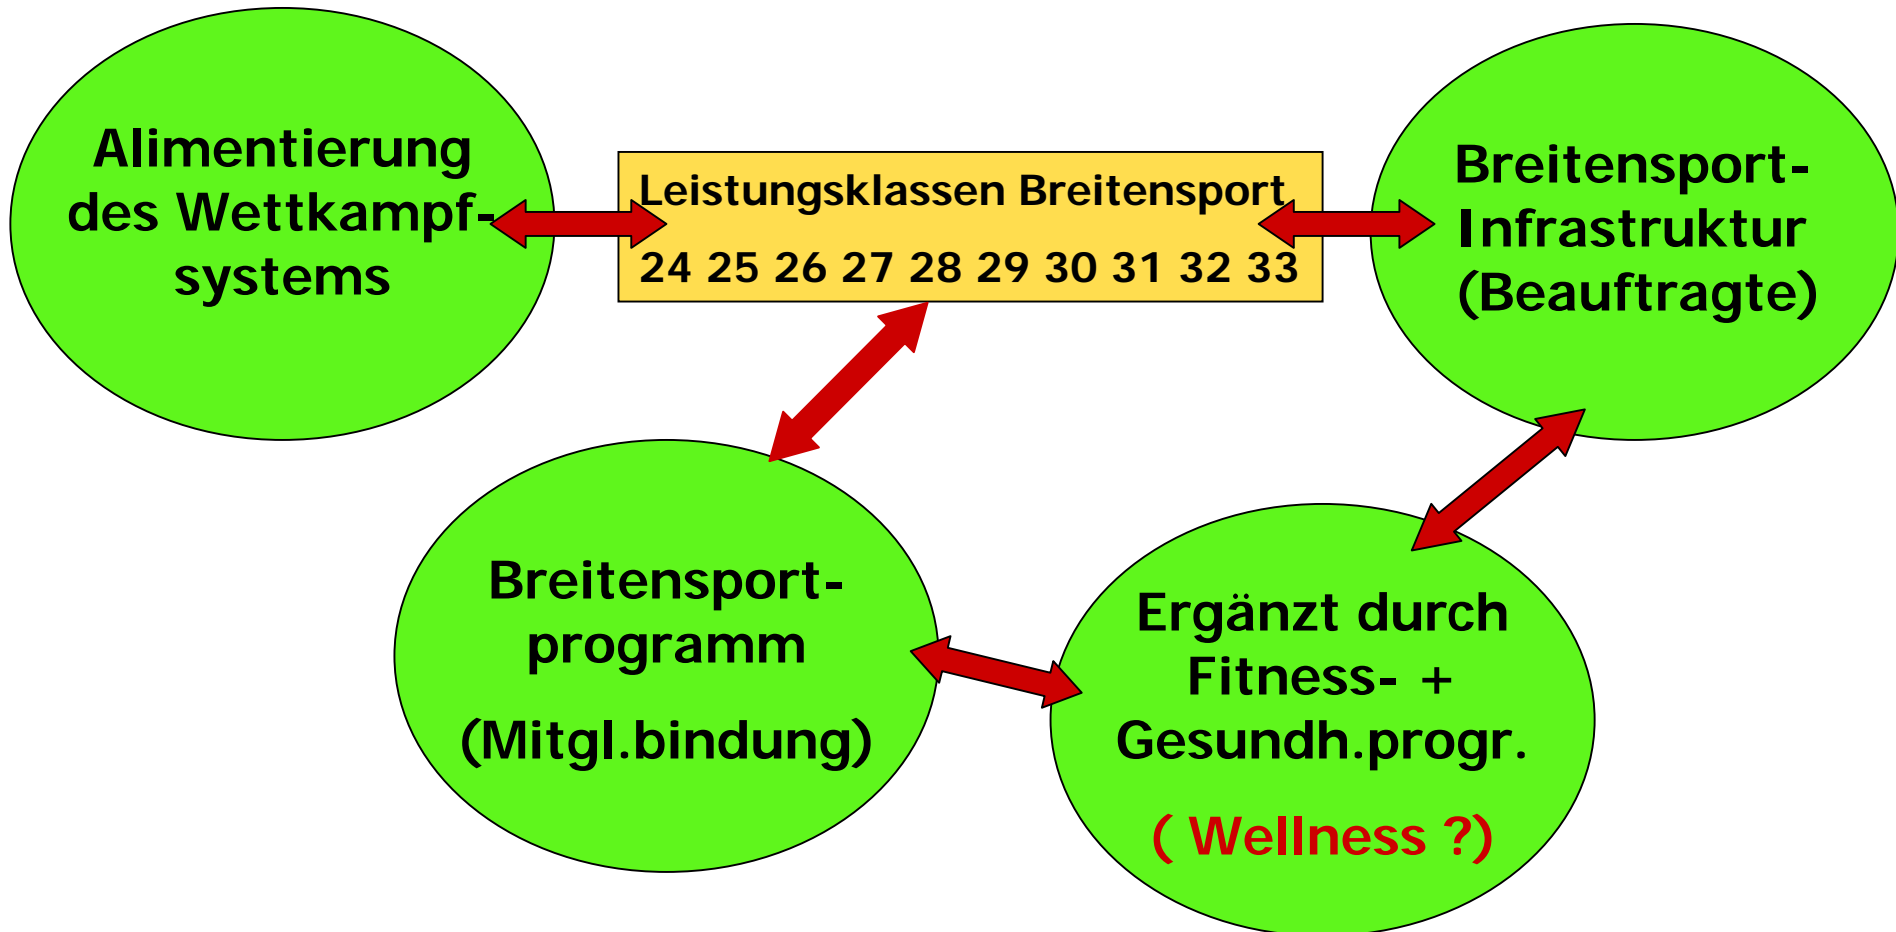 Alimentierung
des Wettkampf-
systems
Leistungsklassen Breitensport
24 25 26 27 28 29 30 31 32 33
Breitensport-
Infrastruktur
(Beauftragte)
Breitensport-
programm
(Mitgl.bindung)
Ergänzt durch
Fitness- +
Gesundh.progr.
( Wellness ?)